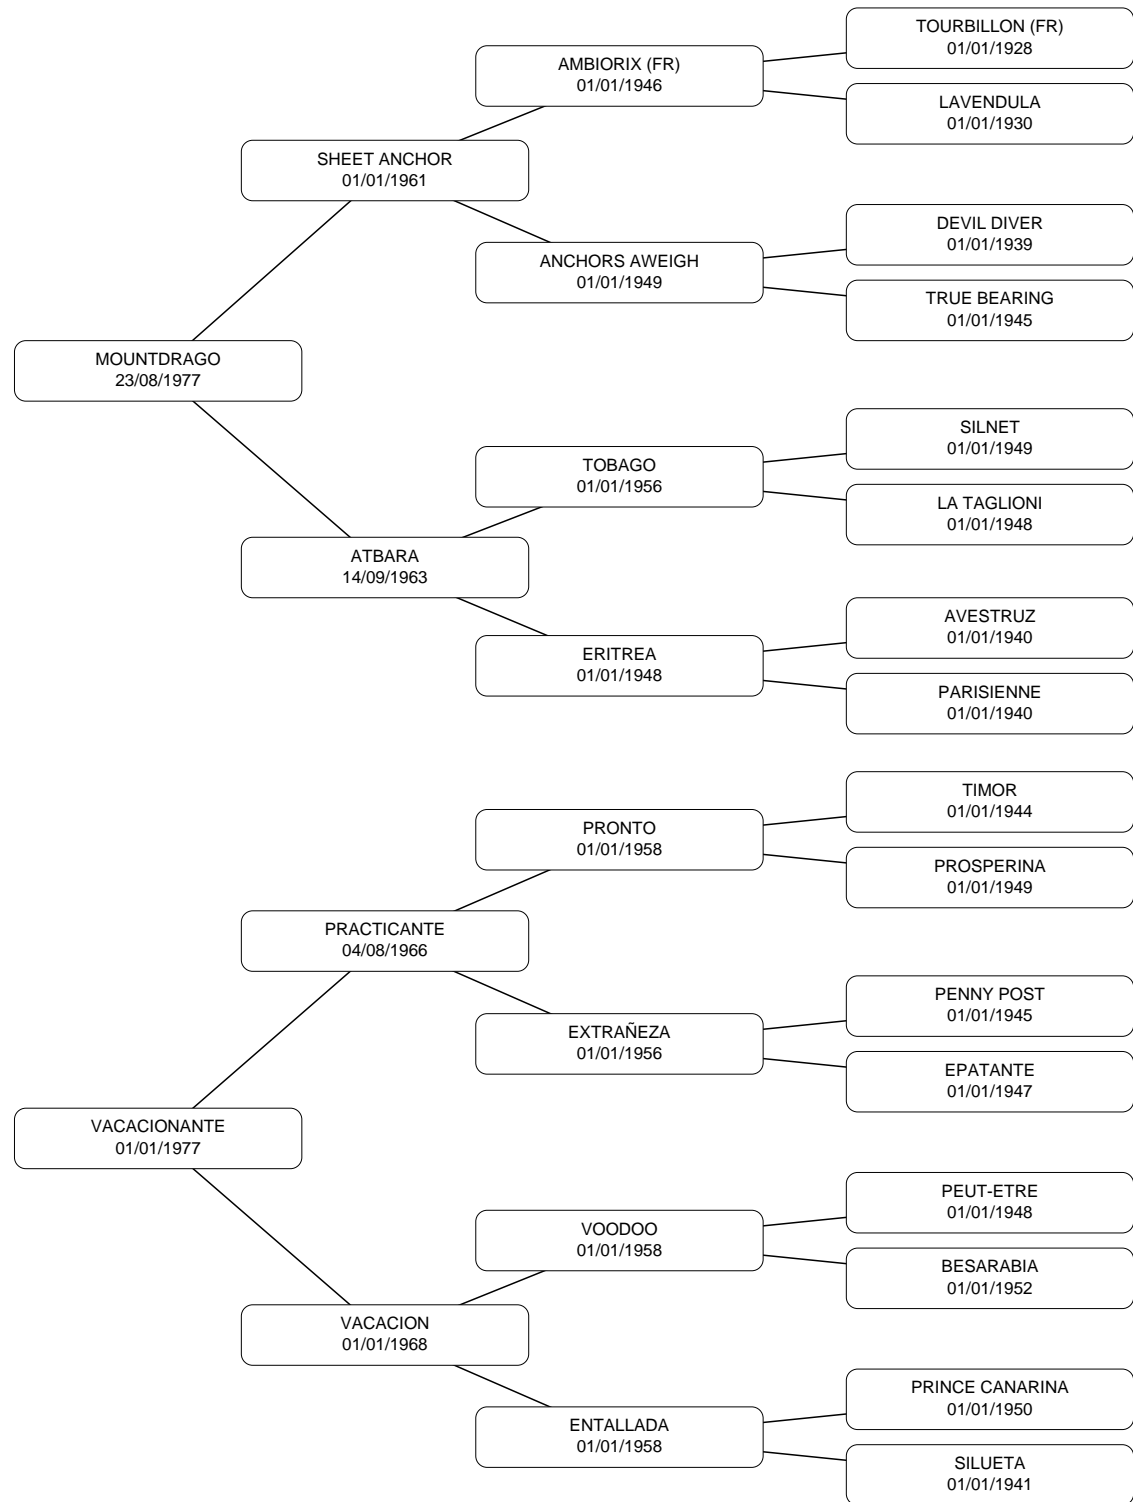 TOURBILLON (FR)
01/01/1928
AMBIORIX (FR)
01/01/1946
LAVENDULA
01/01/1930
SHEET ANCHOR
01/01/1961
DEVIL DIVER
01/01/1939
ANCHORS AWEIGH
01/01/1949
TRUE BEARING
01/01/1945
MOUNTDRAGO
23/08/1977
SILNET
01/01/1949
TOBAGO
01/01/1956
LA TAGLIONI
01/01/1948
ATBARA
14/09/1963
AVESTRUZ
01/01/1940
ERITREA
01/01/1948
PARISIENNE
01/01/1940
TIMOR
01/01/1944
PRONTO
01/01/1958
PROSPERINA
01/01/1949
PRACTICANTE
04/08/1966
PENNY POST
01/01/1945
EXTRAÑEZA
01/01/1956
EPATANTE
01/01/1947
VACACIONANTE
01/01/1977
PEUT-ETRE
01/01/1948
VOODOO
01/01/1958
BESARABIA
01/01/1952
VACACION
01/01/1968
PRINCE CANARINA
01/01/1950
ENTALLADA
01/01/1958
SILUETA
01/01/1941